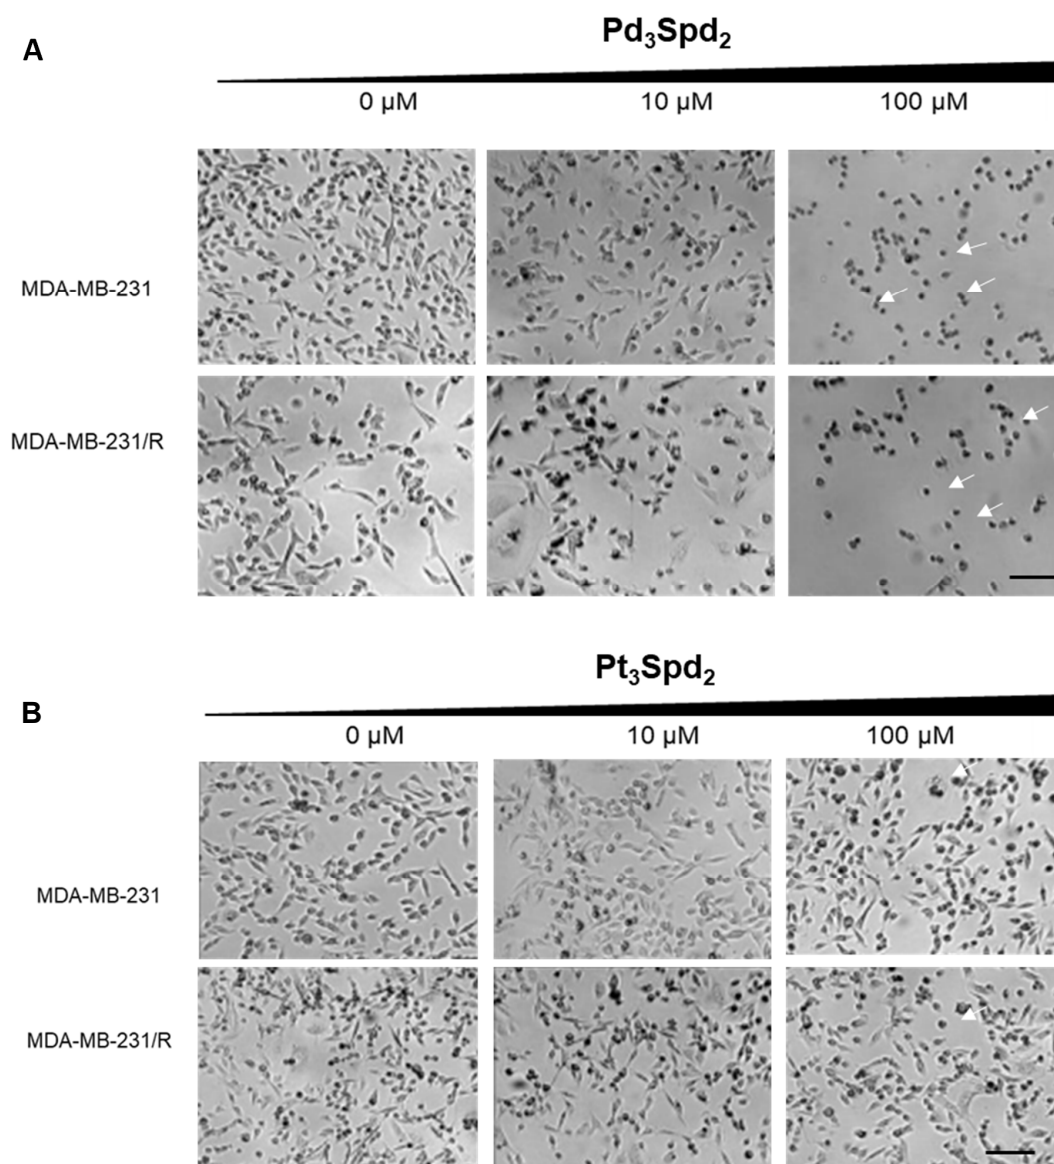 A
Pd₃Spd₂
0 µM 10 µM 100 µM
MDA-MB-231
MDA-MB-231/R
B
Pt₃Spd₂
0 µM 10 µM 100 µM
MDA-MB-231
MDA-MB-231/R